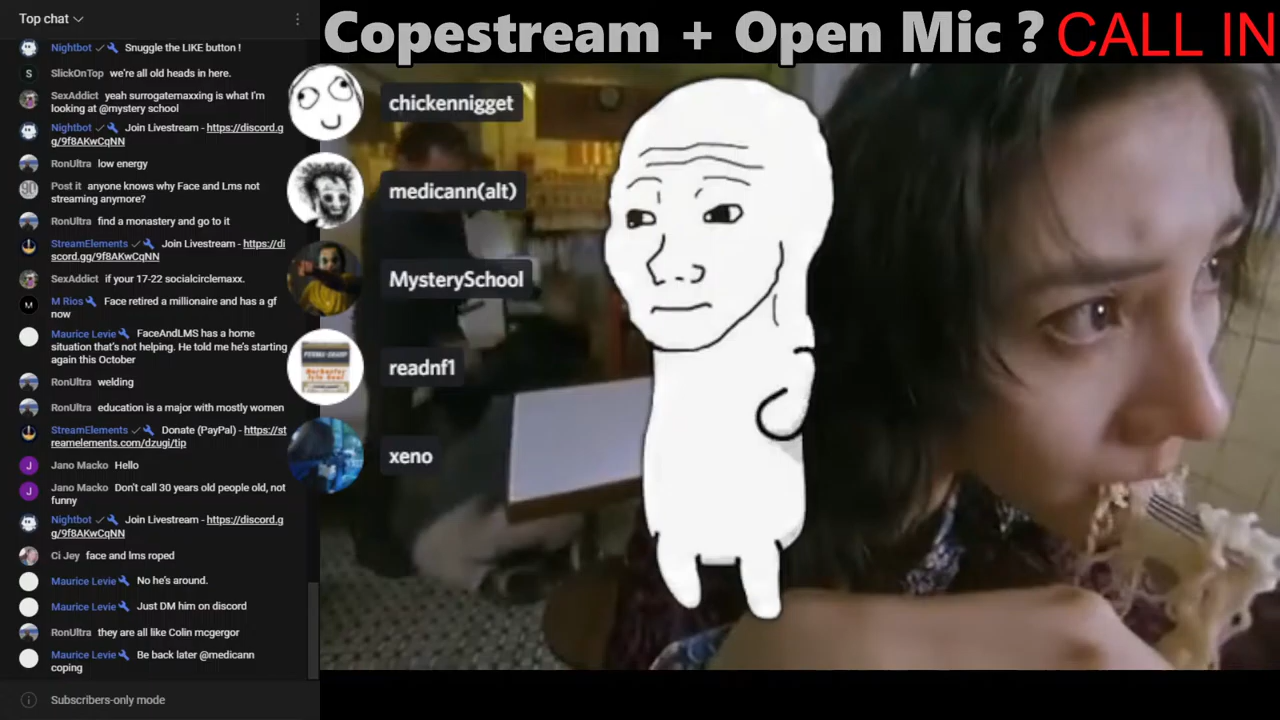 Top chat
Copestream + Open Mic ? CALL IN
Nightbot Snuggle the LIKE button !
SlickOnTop we're all old heads in here.
SexAddict yeah surrogatemaxxing is what I'm
looking at @mystery school
Nightbot Join Livestream - https://discord.g
g/9f8AKwCqNN
RonUltra low energy
Post it anyone knows why Face and Lms not
streaming anymore?
RonUltra find a monastery and go to it
StreamElements Join Livestream - https://di
scord.gg/9f8AKwCqNN
SexAddict if your 17-22 socialcirclemaxx.
M Rios Face retired a millionaire and has a gf
now
Maurice Levie FaceAndLMS has a home
situation that's not helping. He told me he's starting
again this October
RonUltra welding
RonUltra education is a major with mostly women
StreamElements Donate (PayPal) - https://st
reamelements.com/dzugi/tip
Jano Macko Hello
Jano Macko Don't call 30 years old people old, not
funny
Nightbot Join Livestream - https://discord.g
g/9f8AKwCqNN
Ci Jey face and lms roped
Maurice Levie No he's around.
Maurice Levie Just DM him on discord
RonUltra they are all like Colin mcgergor
Maurice Levie Be back later @medicann
coping
Subscribers-only mode
chickennigget
medicann(alt)
MysterySchool
readnf1
xeno